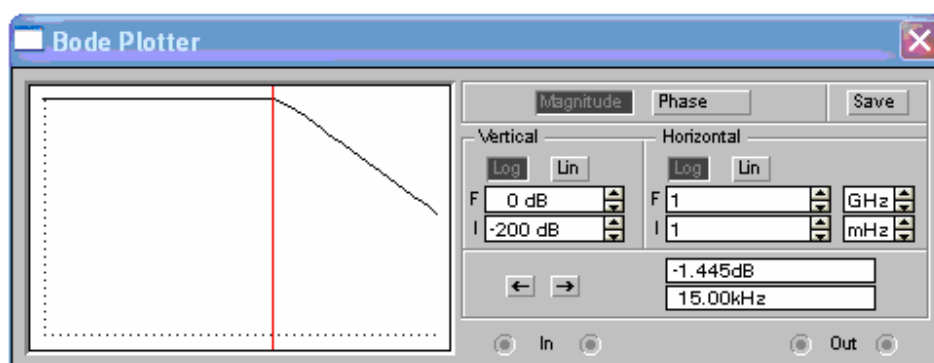 Bode Plotter
Magnitude Phase Save
Vertical Horizontal
Log Lin Log Lin
F 0 dB F 1 GHz
I -200 dB I 1 mHz
← → -1.445dB
15.00kHz
In Out